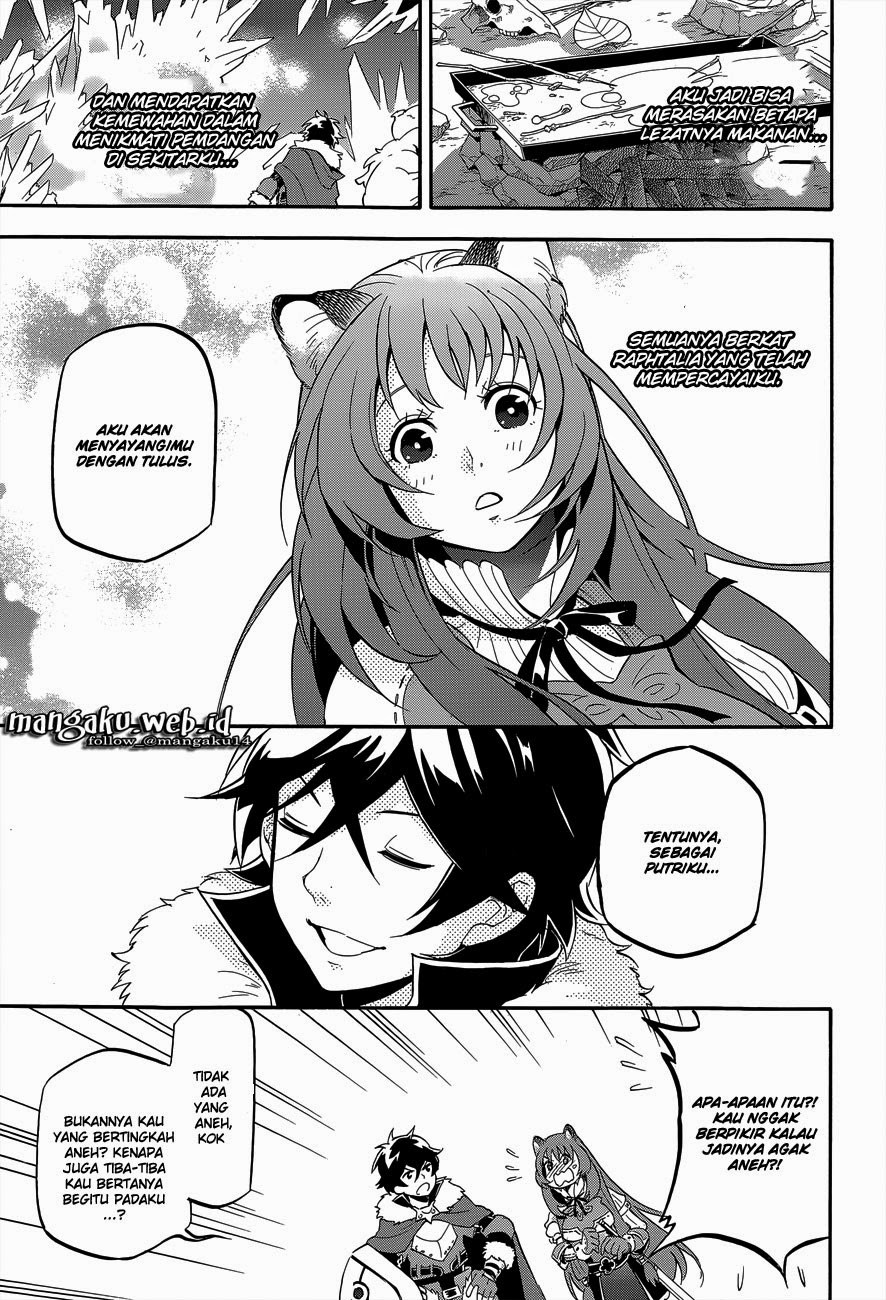 AKU JADI BISA
MERASAKAN BETAPA
LEZATNYA MAKANAN...
DAN MENDAPATKAN
KEMEWAHAN DALAM
MENIKMATI PEMDANGAN
DI SEKITARKU...
SEMUANYA BERKAT
RAPHTALIA YANG TELAH
MEMPERCAYAIKU.
AKU AKAN
MENYAYANGIMU
DENGAN TULUS.
mangaku.web.id
follow_@mangaku14
TENTUNYA,
SEBAGAI
PUTRIKU...
APA-APAAN ITU?!
KAU NGGAK
BERPIKIR KALAU
JADINYA AGAK
ANEH?!
TIDAK
ADA
YANG
ANEH,
KOK
BUKANNYA KAU
YANG BERTINGKAH
ANEH? KENAPA
JUGA TIBA-TIBA
KAU BERTANYA
BEGITU PADAKU
...?